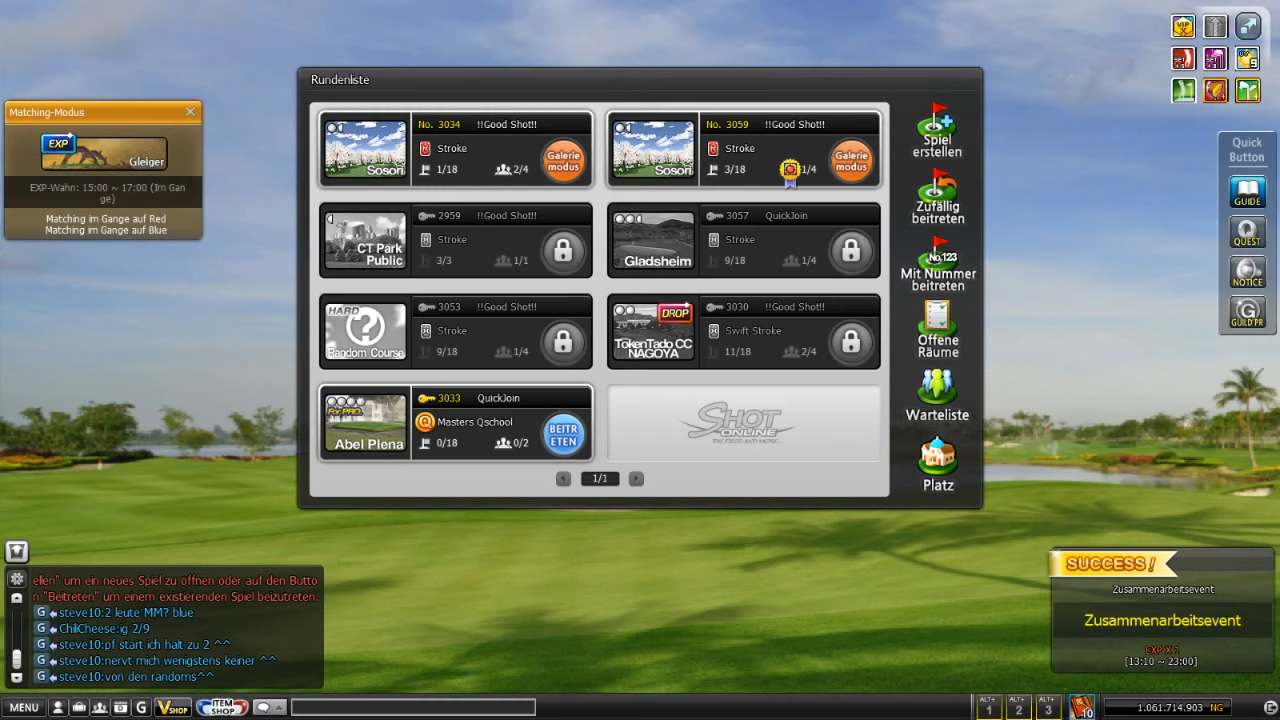 Rundenliste
Matching-Modus
EXP
Gleiger
EXP-Wahn: 15:00 ~ 17:00 (Im Gan
ge)
Matching im Gange auf Red
Matching im Gange auf Blue
No. 3034 !!Good Shot!!
Stroke
1/18 2/4
Sosori
Galerie
modus
No. 3059 !!Good Shot!!
Stroke
3/18 1/4
Sosori
Galerie
modus
2959 !!Good Shot!!
Stroke
3/3 1/1
CT Park
Public
3057 QuickJoin
Stroke
9/18 1/4
Gladsheim
3053 !!Good Shot!!
Stroke
9/18 1/4
HARD
?
Random Course
3030 !!Good Shot!!
Swift Stroke
11/18 2/4
DROP
TokenTado CC
NAGOYA
3033 QuickJoin
Masters Qschool
0/18 0/2
For PRO
Abel Plena
BEITR
ETEN
SHOT
ONLINE
1/1
Spiel
erstellen
Zufällig
beitreten
No.123
Mit Nummer
beitreten
Offene
Räume
Warteliste
Platz
VIP
Quick
Button
GUIDE
QUEST
NOTICE
GUILD PR
ellen" um ein neues Spiel zu öffnen oder auf den Butto
n "Beitreten" um einem existierenden Spiel beizutreten.
G steve10:2 leute MM? blue
G ChiliCheese:ig 2/9
G steve10:pf start ich halt zu 2 ^^
G steve10:nervt mich wenigstens keiner ^^
G steve10:von den randoms^^
SUCCESS!
Zusammenarbeitsevent
Zusammenarbeitsevent
EXP X 1
[13:10 ~ 23:00]
MENU
G
V SHOP
ITEM
SHOP
ALT+
1
ALT+
2
ALT+
3
10
1.061.714.903 NG